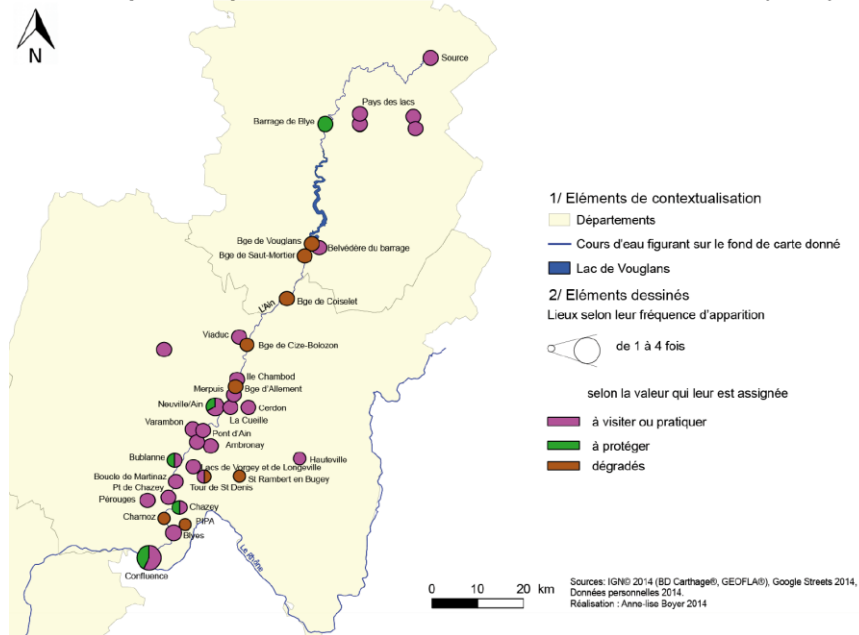 N
Source
Pays des lacs
Barrage de Blye
Bge de Vouglans
Belvédère du barrage
Bge de Saut-Mortier
Bge de Coiselet
L'Ain
Viaduc
Bge de Cize-Bolozon
Ile Chambod
Merpuis
Bge d'Allement
Neuville/Ain
Cerdon
La Cueille
Varambon
Pont d'Ain
Ambronay
Bublanne
Hauteville
Lacs de Vorgey et de Longeville
Boucle de Martinaz
St Rambert en Bugey
Tour de St Denis
Pt de Chazey
Pérouges
Chazey
Charnoz
PIPA
Blyes
Confluence
Le Rhône
1/ Eléments de contextualisation
Départements
Cours d'eau figurant sur le fond de carte donné
Lac de Vouglans
2/ Eléments dessinés
Lieux selon leur fréquence d'apparition
de 1 à 4 fois
selon la valeur qui leur est assignée
à visiter ou pratiquer
à protéger
dégradés
0 10 20 km
Sources: IGN© 2014 (BD Carthage®, GEOFLA®), Google Streets 2014,
Données personnelles 2014.
Réalisation : Anne-lise Boyer 2014